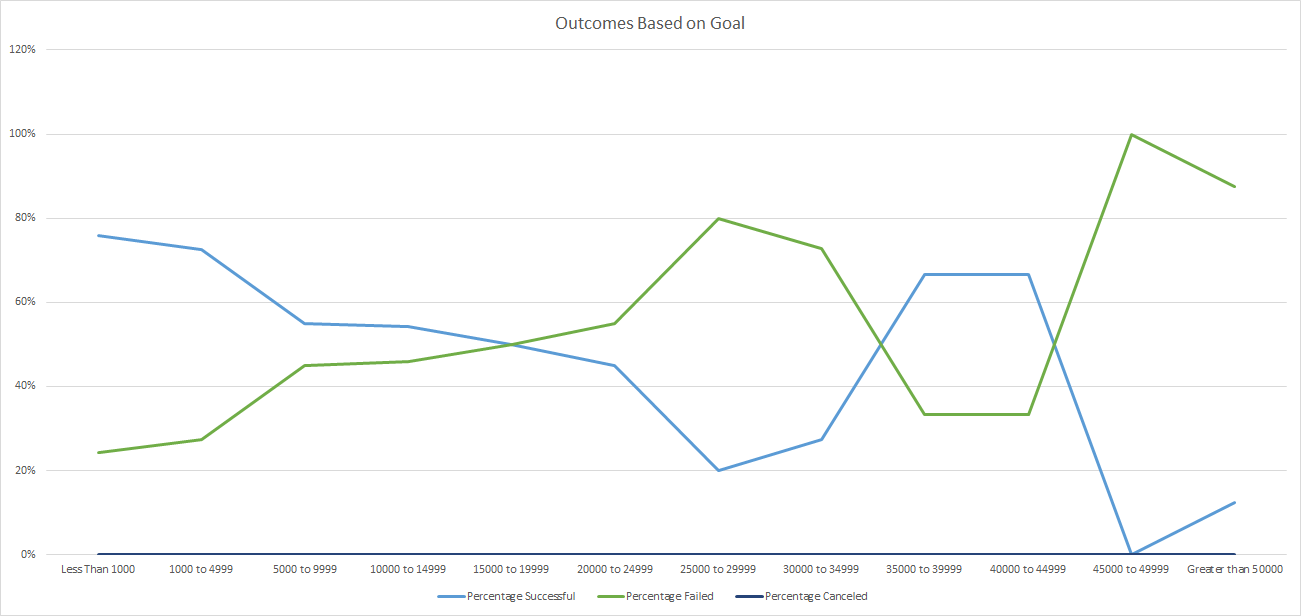 Outcomes Based on Goal
120%
100%
80%
60%
40%
20%
0%
Less Than 1000 1000 to 4999 5000 to 9999 10000 to 14999 15000 to 19999 20000 to 24999 25000 to 29999 30000 to 34999 35000 to 39999 40000 to 44999 45000 to 49999 Greater than 50000
Percentage Successful Percentage Failed Percentage Canceled